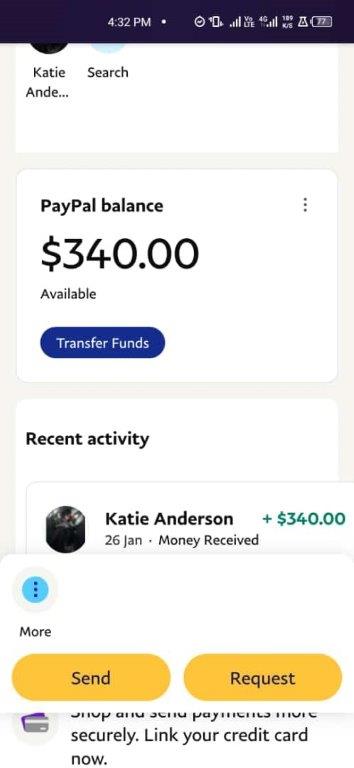 4:32 PM
Vo LTE 4G 189 K/S 77
Katie Search
Ande...
PayPal balance
$340.00
Available
Transfer Funds
Recent activity
Katie Anderson + $340.00
26 Jan · Money Received
More
Send Request
Shop and send payments more
securely. Link your credit card
now.